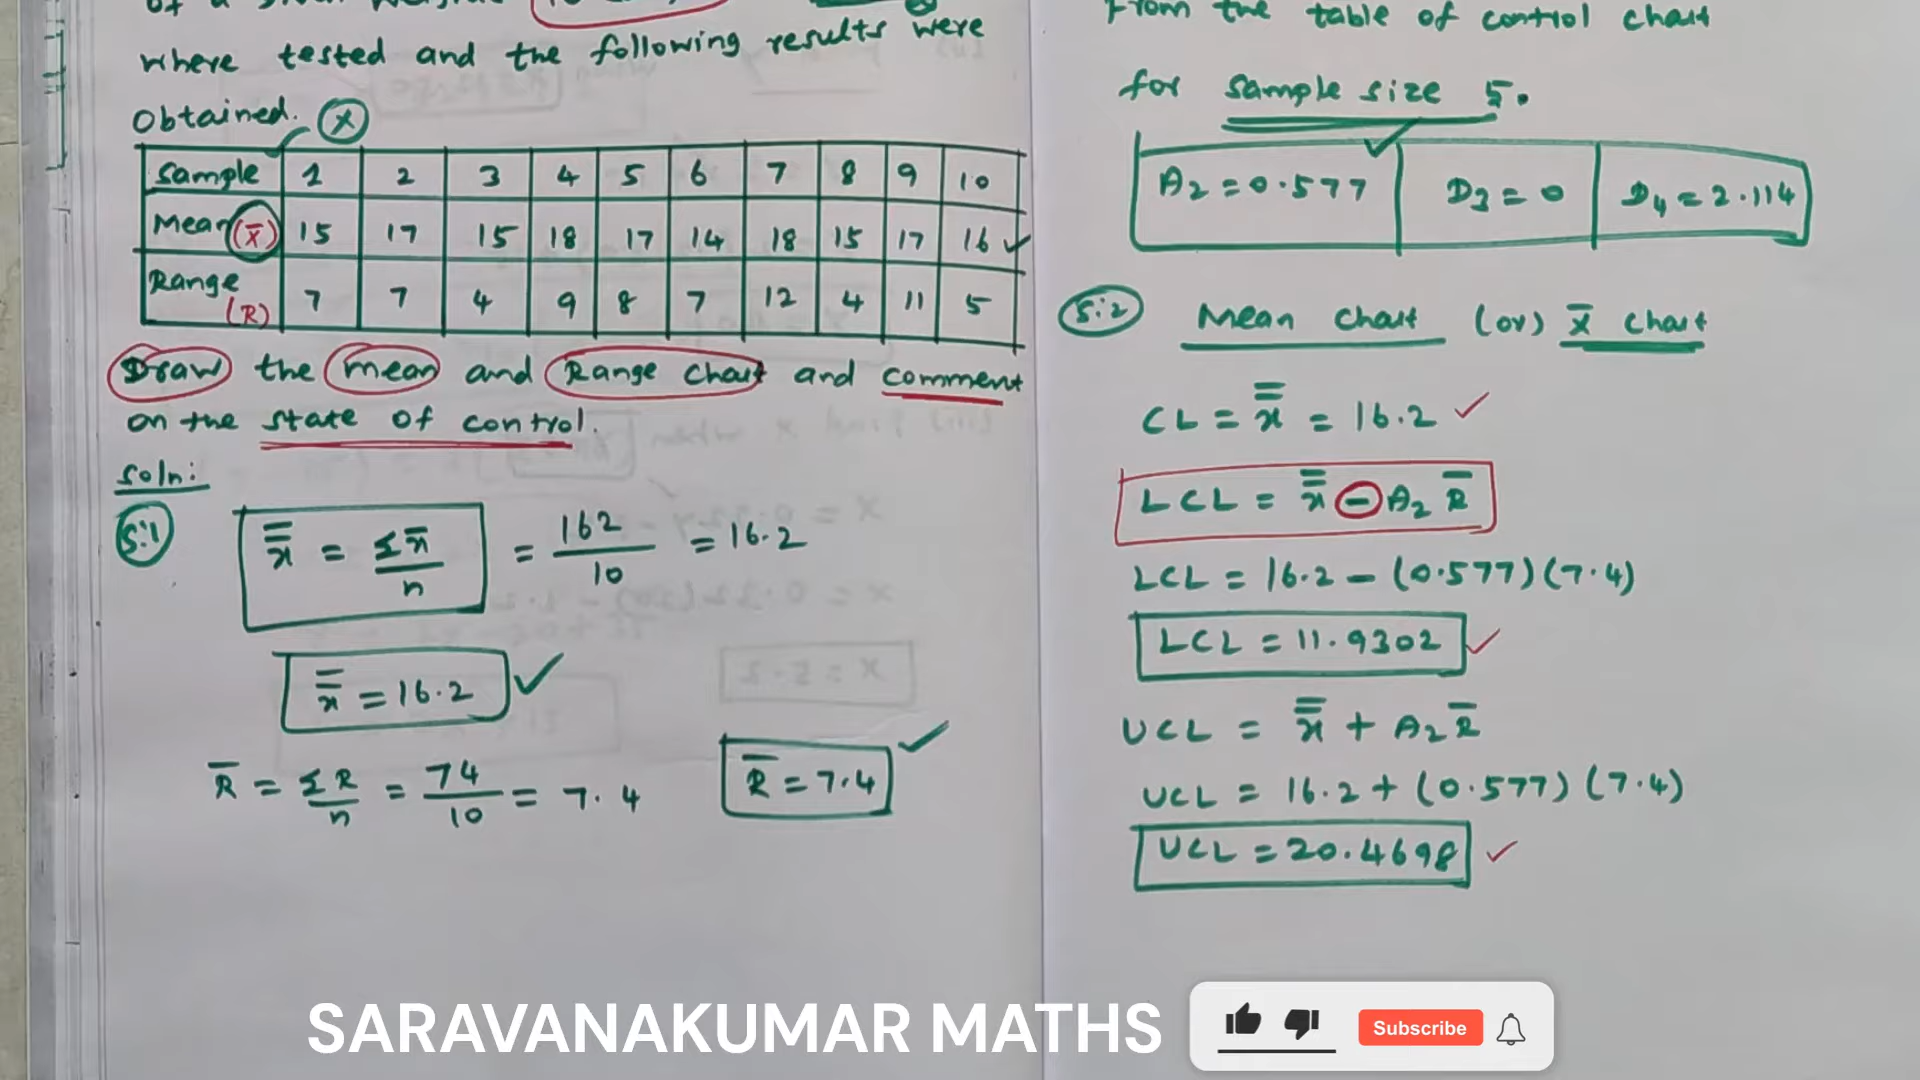 of a given weights
where tested and the following results were
obtained. (X)
Sample 1 2 3 4 5 6 7 8 9 10
Mean (x̄) 15 17 15 18 17 14 18 15 17 16
Range (R) 7 7 4 9 8 7 12 4 11 5
Draw the mean and Range chart and comment
on the state of control.
Soln:
S:1
x̿ = Σx̄/n = 162/10 = 16.2
x̿ = 16.2
R̄ = ΣR/n = 74/10 = 7.4
R̄ = 7.4
From the table of control chart
for sample size 5.
A2 = 0.577 D3 = 0 D4 = 2.114
S:2 Mean chart (or) x̄ chart
CL = x̿ = 16.2
LCL = x̿ - A2 R̄
LCL = 16.2 - (0.577)(7.4)
LCL = 11.9302
UCL = x̿ + A2 R̄
UCL = 16.2 + (0.577)(7.4)
UCL = 20.4698
SARAVANAKUMAR MATHS
Subscribe